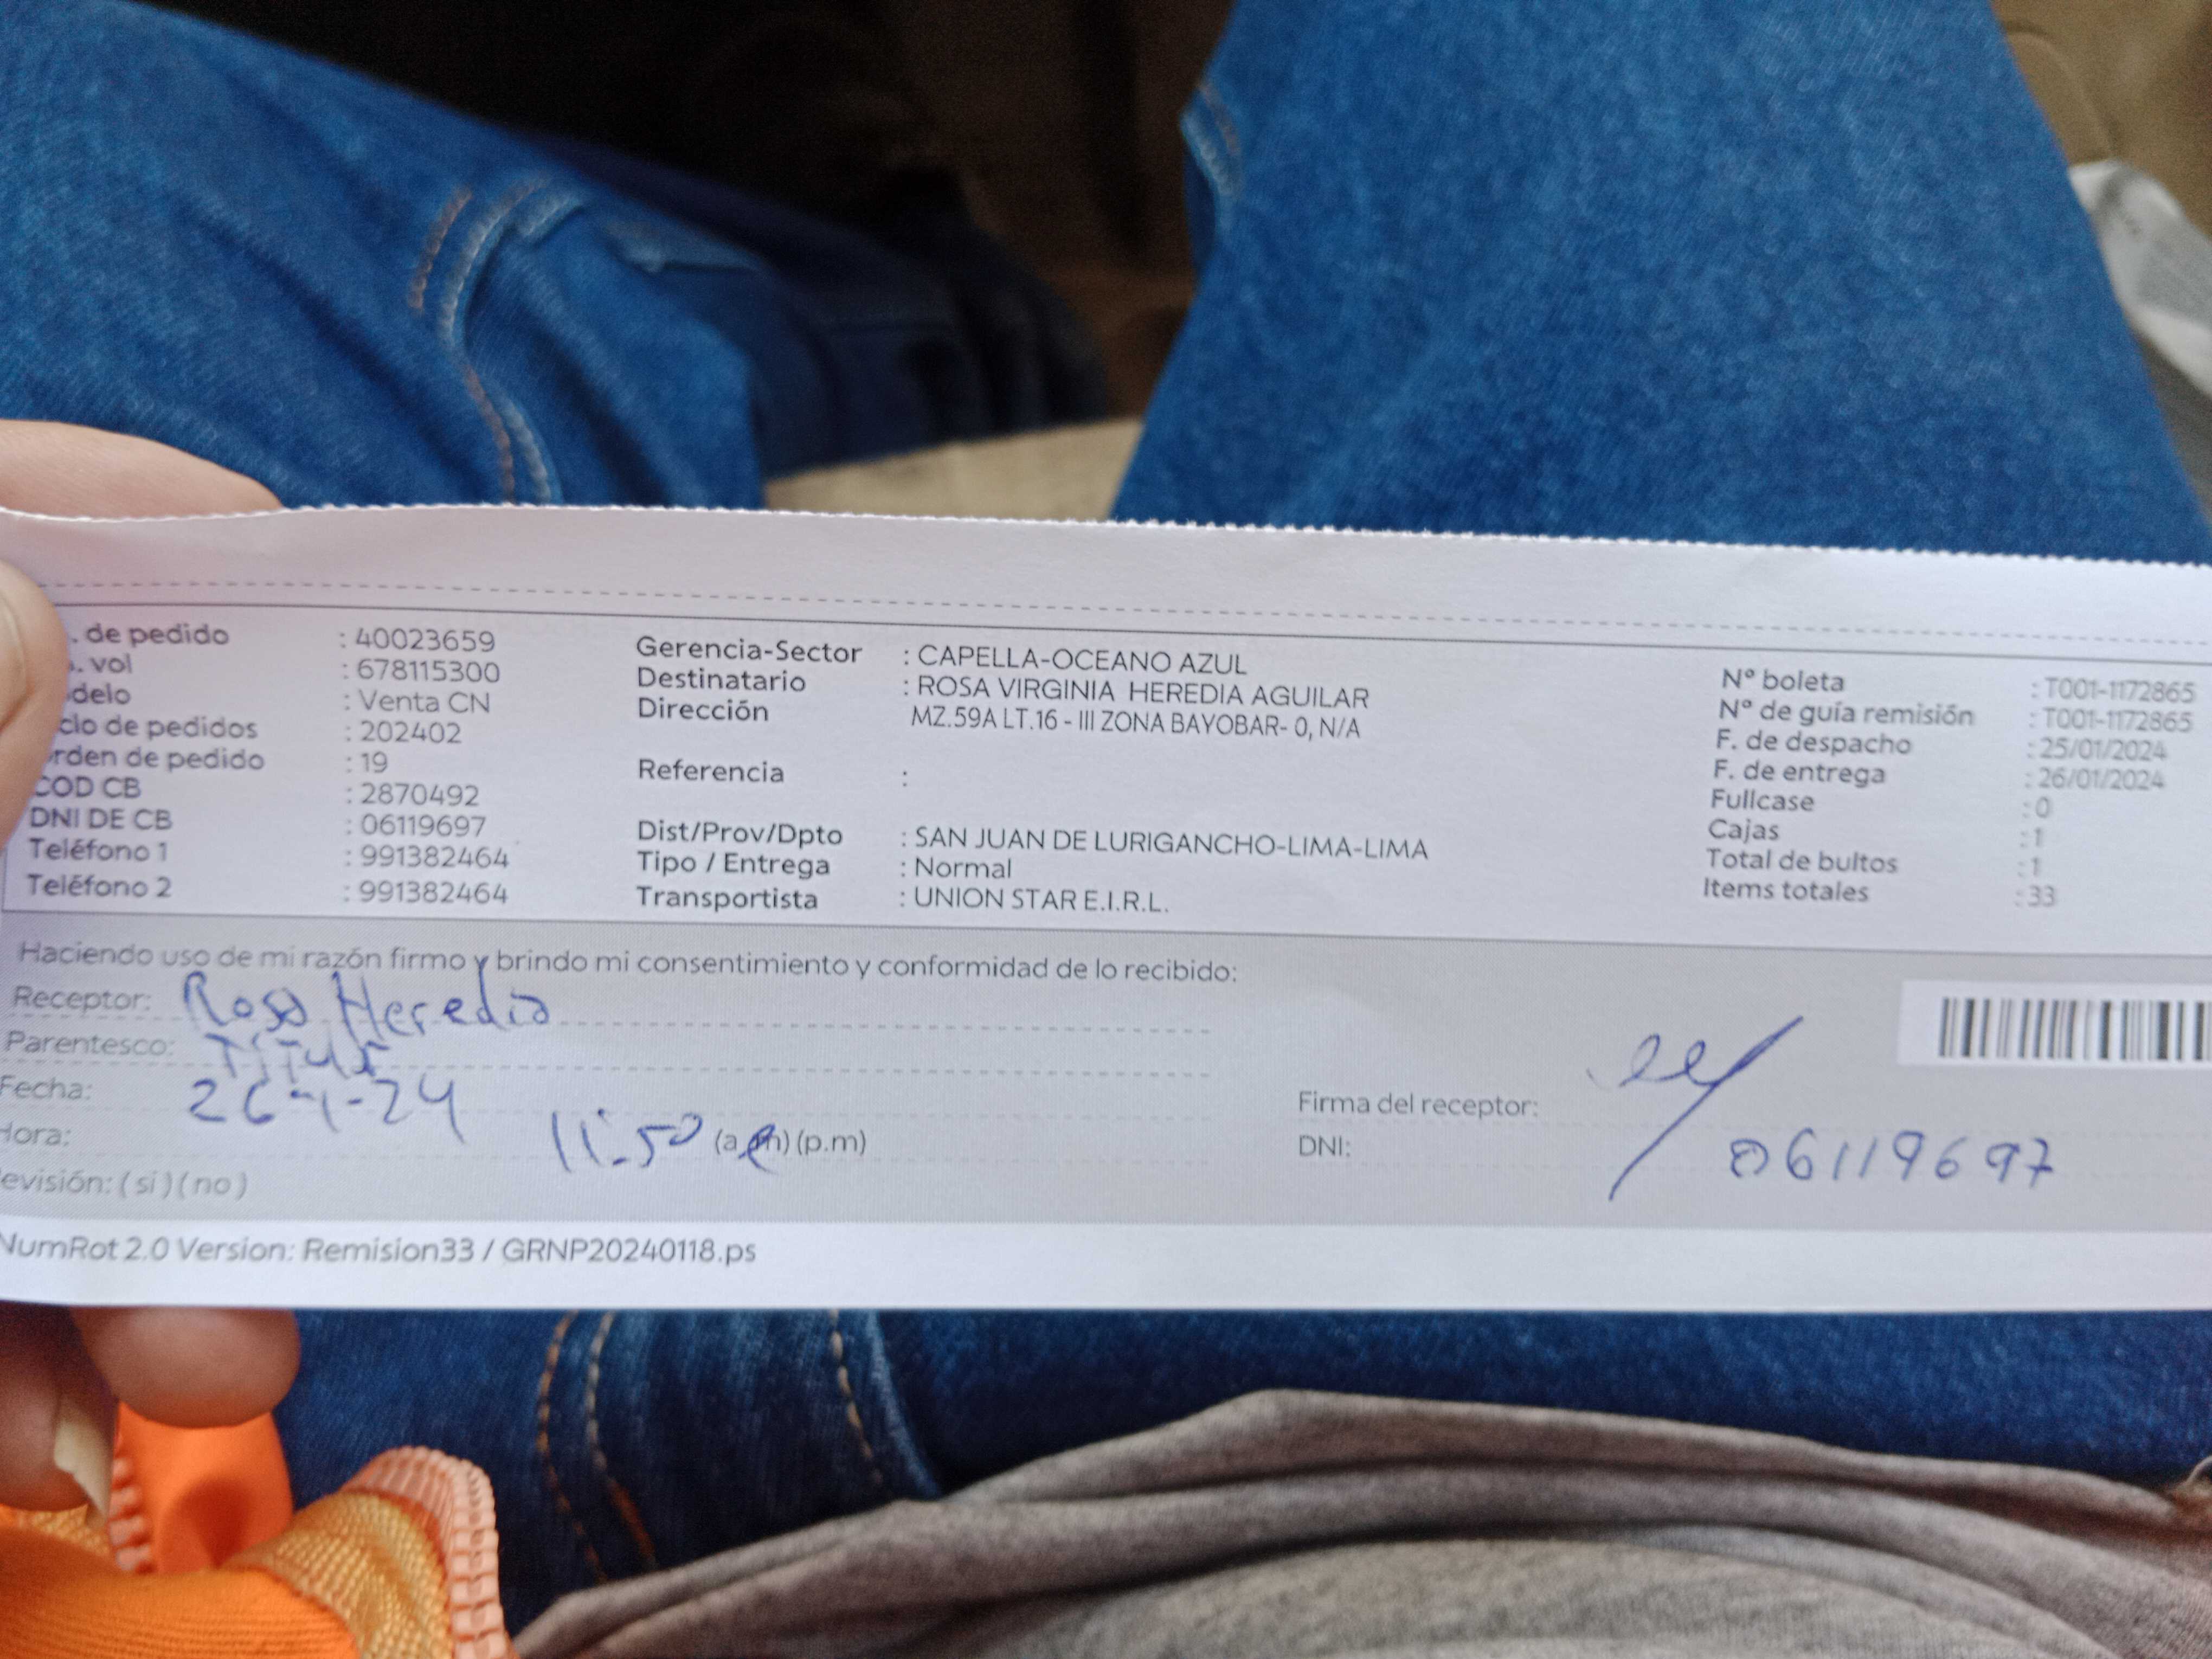 . de pedido : 40023659
. vol : 678115300
delo : Venta CN
clo de pedidos : 202402
rden de pedido : 19
COD CB : 2870492
DNI DE CB : 06119697
Teléfono 1 : 991382464
Teléfono 2 : 991382464
Gerencia-Sector : CAPELLA-OCEANO AZUL
Destinatario : ROSA VIRGINIA HEREDIA AGUILAR
Dirección MZ.59A LT.16 - III ZONA BAYOBAR- 0, N/A
Referencia :
Dist/Prov/Dpto : SAN JUAN DE LURIGANCHO-LIMA-LIMA
Tipo / Entrega : Normal
Transportista : UNION STAR E.I.R.L.
N° boleta : T001-1172865
N° de guía remisión : T001-1172865
F. de despacho : 25/01/2024
F. de entrega : 26/01/2024
Fullcase : 0
Cajas : 1
Total de bultos : 1
Items totales : 33
Haciendo uso de mi razón firmo y brindo mi consentimiento y conformidad de lo recibido:
Receptor: Rosa Heredia
Parentesco:
Fecha: 26-1-24
Hora: 11:50 (a.m) (p.m)
evisión: ( si ) ( no )
Firma del receptor:
DNI: 06119697
NumRot 2.0 Version: Remision33 / GRNP20240118.ps